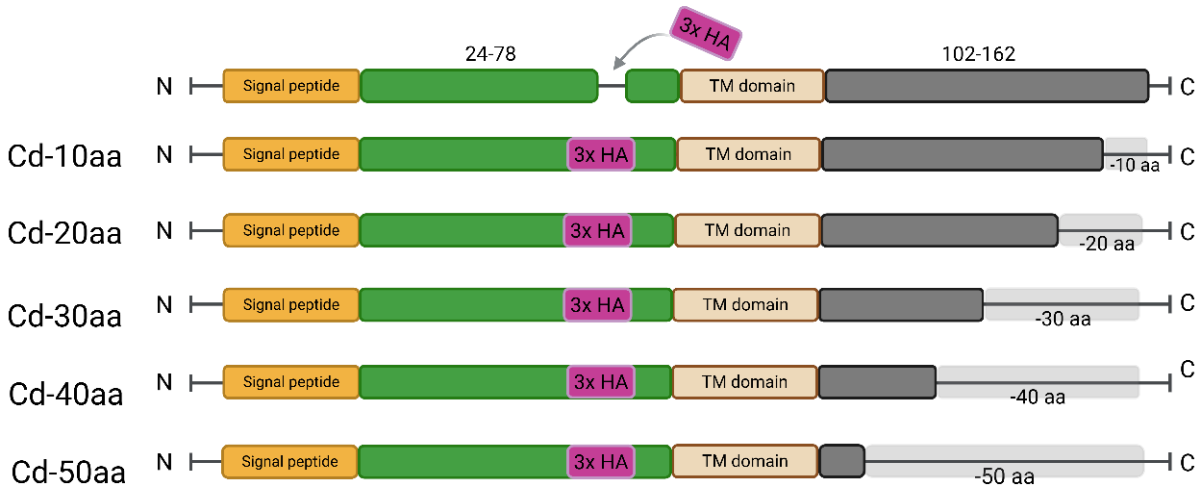 3x HA
24-78 102-162
N Signal peptide TM domain C
Cd-10aa N Signal peptide 3x HA TM domain -10 aa C
Cd-20aa N Signal peptide 3x HA TM domain -20 aa C
Cd-30aa N Signal peptide 3x HA TM domain -30 aa C
Cd-40aa N Signal peptide 3x HA TM domain -40 aa C
Cd-50aa N Signal peptide 3x HA TM domain -50 aa C